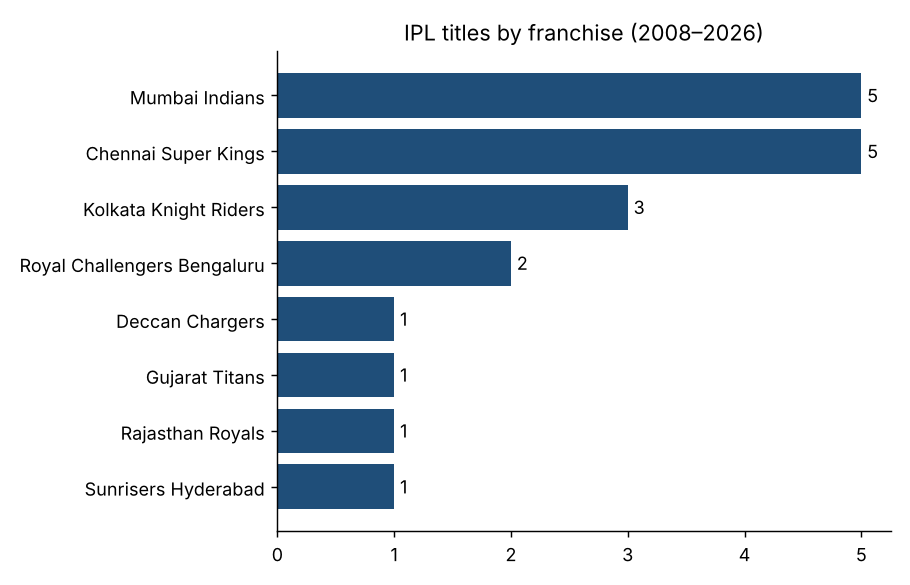 IPL titles by franchise (2008–2026)
Mumbai Indians 5
Chennai Super Kings 5
Kolkata Knight Riders 3
Royal Challengers Bengaluru 2
Deccan Chargers 1
Gujarat Titans 1
Rajasthan Royals 1
Sunrisers Hyderabad 1
0 1 2 3 4 5